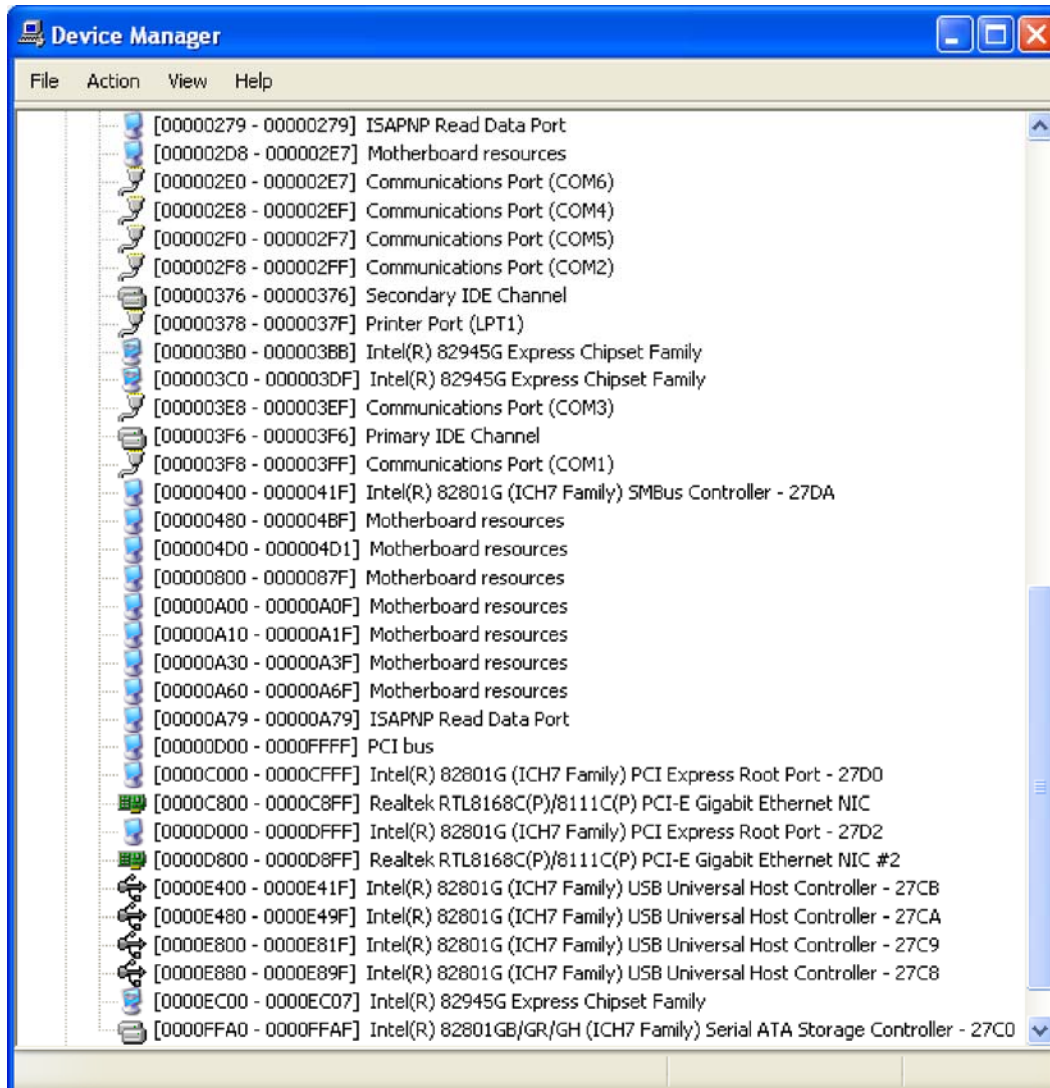 Device Manager
File Action View Help
[00000279 - 00000279] ISAPNP Read Data Port
[000002D8 - 000002E7] Motherboard resources
[000002E0 - 000002E7] Communications Port (COM6)
[000002E8 - 000002EF] Communications Port (COM4)
[000002F0 - 000002F7] Communications Port (COM5)
[000002F8 - 000002FF] Communications Port (COM2)
[00000376 - 00000376] Secondary IDE Channel
[00000378 - 0000037F] Printer Port (LPT1)
[000003B0 - 000003BB] Intel(R) 82945G Express Chipset Family
[000003C0 - 000003DF] Intel(R) 82945G Express Chipset Family
[000003E8 - 000003EF] Communications Port (COM3)
[000003F6 - 000003F6] Primary IDE Channel
[000003F8 - 000003FF] Communications Port (COM1)
[00000400 - 0000041F] Intel(R) 82801G (ICH7 Family) SMBus Controller - 27DA
[00000480 - 000004BF] Motherboard resources
[000004D0 - 000004D1] Motherboard resources
[00000800 - 0000087F] Motherboard resources
[00000A00 - 00000A0F] Motherboard resources
[00000A10 - 00000A1F] Motherboard resources
[00000A30 - 00000A3F] Motherboard resources
[00000A60 - 00000A6F] Motherboard resources
[00000A79 - 00000A79] ISAPNP Read Data Port
[00000D00 - 0000FFFF] PCI bus
[0000C000 - 0000CFFF] Intel(R) 82801G (ICH7 Family) PCI Express Root Port - 27D0
[0000C800 - 0000C8FF] Realtek RTL8168C(P)/8111C(P) PCI-E Gigabit Ethernet NIC
[0000D000 - 0000DFFF] Intel(R) 82801G (ICH7 Family) PCI Express Root Port - 27D2
[0000D800 - 0000D8FF] Realtek RTL8168C(P)/8111C(P) PCI-E Gigabit Ethernet NIC #2
[0000E400 - 0000E41F] Intel(R) 82801G (ICH7 Family) USB Universal Host Controller - 27CB
[0000E480 - 0000E49F] Intel(R) 82801G (ICH7 Family) USB Universal Host Controller - 27CA
[0000E800 - 0000E81F] Intel(R) 82801G (ICH7 Family) USB Universal Host Controller - 27C9
[0000E880 - 0000E89F] Intel(R) 82801G (ICH7 Family) USB Universal Host Controller - 27C8
[0000EC00 - 0000EC07] Intel(R) 82945G Express Chipset Family
[0000FFA0 - 0000FFAF] Intel(R) 82801GB/GR/GH (ICH7 Family) Serial ATA Storage Controller - 27C0